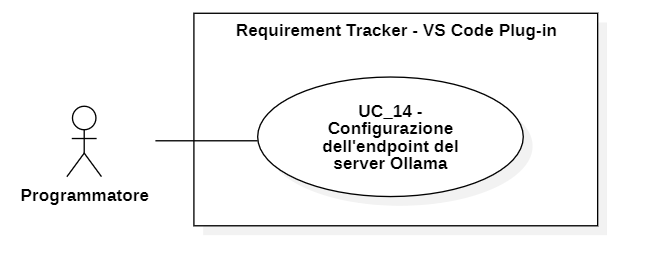 Requirement Tracker - VS Code Plug-in
UC_14 -
Configurazione
dell'endpoint del
server Ollama
Programmatore